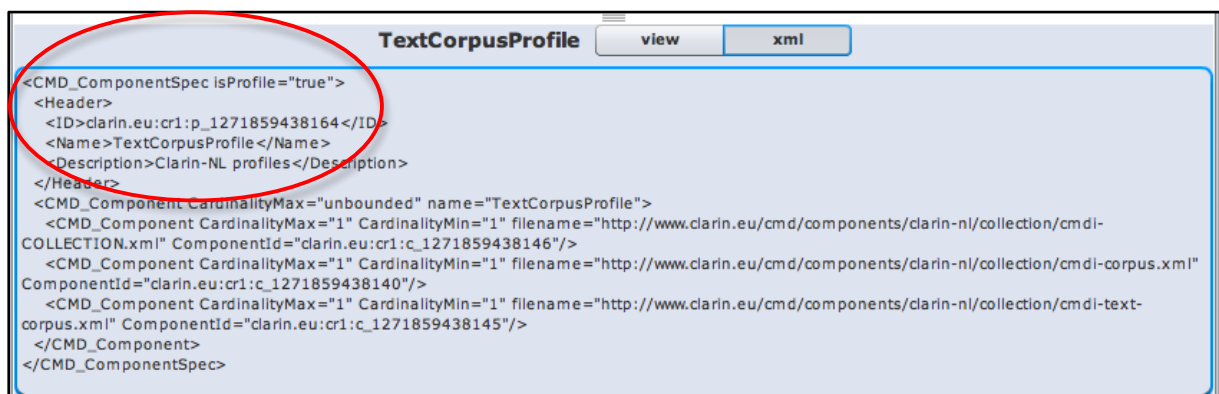 TextCorpusProfile view xml
<CMD_ComponentSpec isProfile="true">
<Header>
<ID>clarin.eu:cr1:p_1271859438164</ID>
<Name>TextCorpusProfile</Name>
<Description>Clarin-NL profiles</Description>
</Header>
<CMD_Component CardinalityMax="unbounded" name="TextCorpusProfile">
<CMD_Component CardinalityMax="1" CardinalityMin="1" filename="http://www.clarin.eu/cmd/components/clarin-nl/collection/cmdi-
COLLECTION.xml" ComponentId="clarin.eu:cr1:c_1271859438146"/>
<CMD_Component CardinalityMax="1" CardinalityMin="1" filename="http://www.clarin.eu/cmd/components/clarin-nl/collection/cmdi-corpus.xml"
ComponentId="clarin.eu:cr1:c_1271859438140"/>
<CMD_Component CardinalityMax="1" CardinalityMin="1" filename="http://www.clarin.eu/cmd/components/clarin-nl/collection/cmdi-text-
corpus.xml" ComponentId="clarin.eu:cr1:c_1271859438145"/>
</CMD_Component>
</CMD_ComponentSpec>